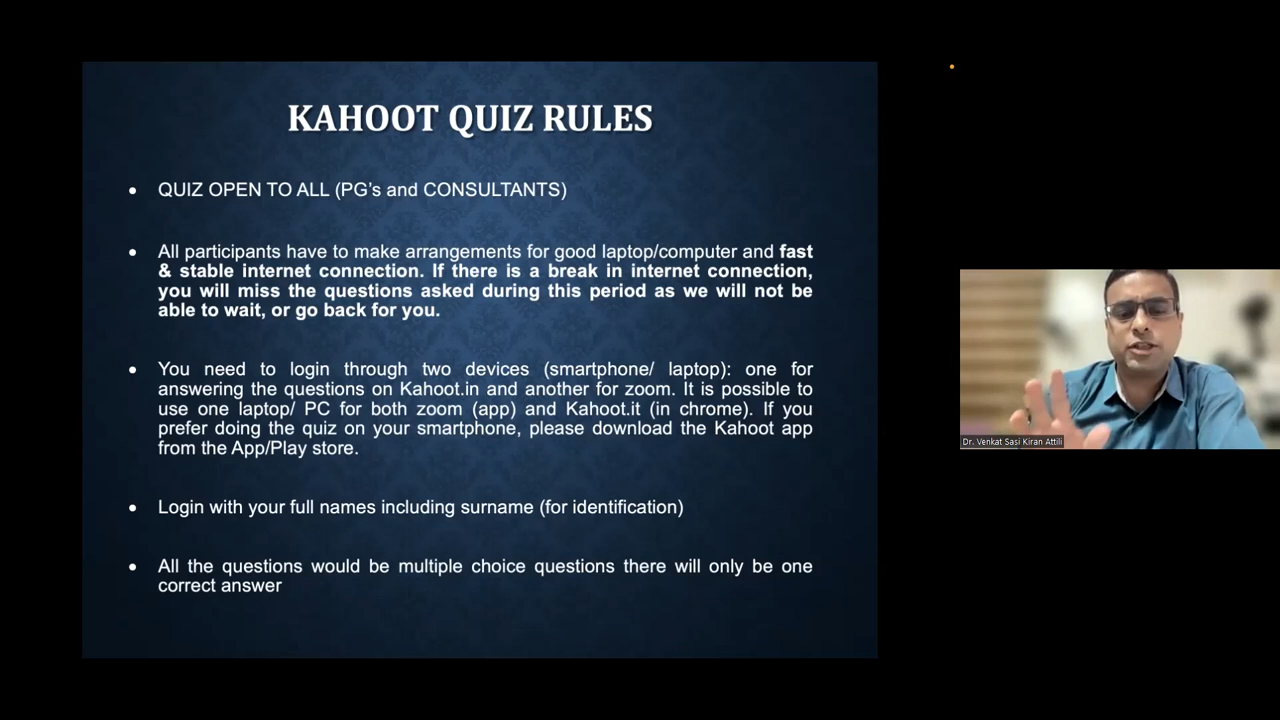 KAHOOT QUIZ RULES
• QUIZ OPEN TO ALL (PG's and CONSULTANTS)
• All participants have to make arrangements for good laptop/computer and fast
& stable internet connection. If there is a break in internet connection,
you will miss the questions asked during this period as we will not be
able to wait, or go back for you.
• You need to login through two devices (smartphone/ laptop): one for
answering the questions on Kahoot.in and another for zoom. It is possible to
use one laptop/ PC for both zoom (app) and Kahoot.it (in chrome). If you
prefer doing the quiz on your smartphone, please download the Kahoot app
from the App/Play store.
• Login with your full names including surname (for identification)
• All the questions would be multiple choice questions there will only be one
correct answer
Dr. Venkat Sasi Kiran Attili